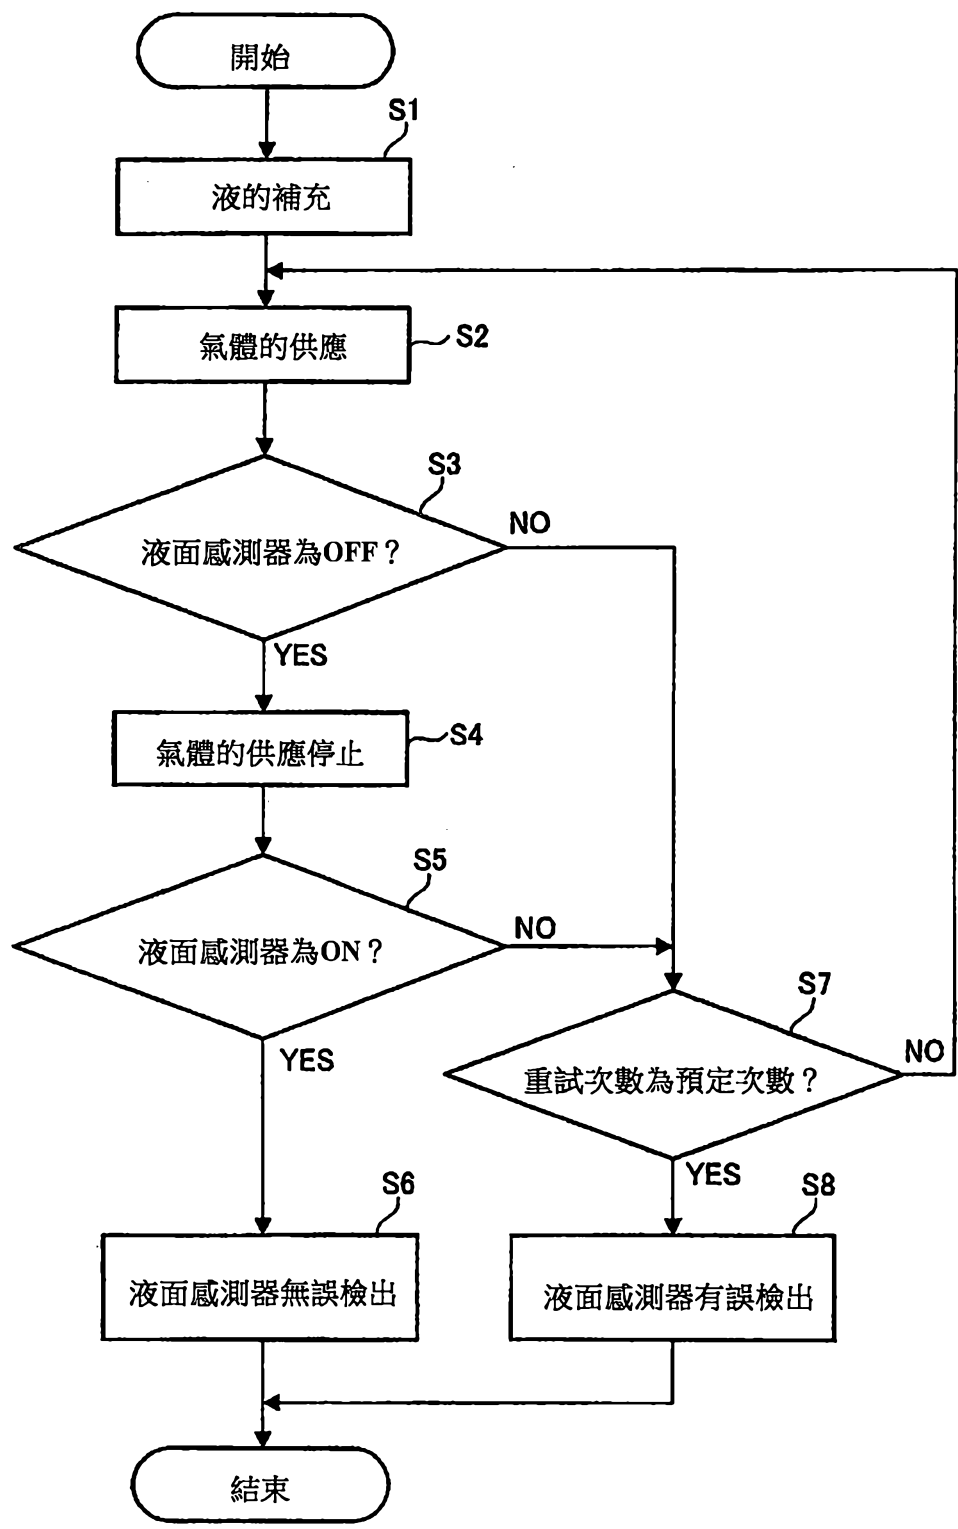 開始
S1
液的補充
氣體的供應
S2
S3
NO
液面感測器為OFF？
YES
氣體的供應停止
S4
S5
NO
液面感測器為ON？
S7
NO
YES
重試次數為預定次數？
YES
S6
S8
液面感測器無誤檢出
液面感測器有誤檢出
結束